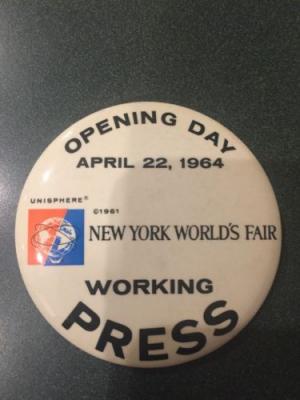 OPENING DAY
APRIL 22, 1964
UNISPHERE®
©1961
NEW YORK WORLD'S FAIR
WORKING
PRESS